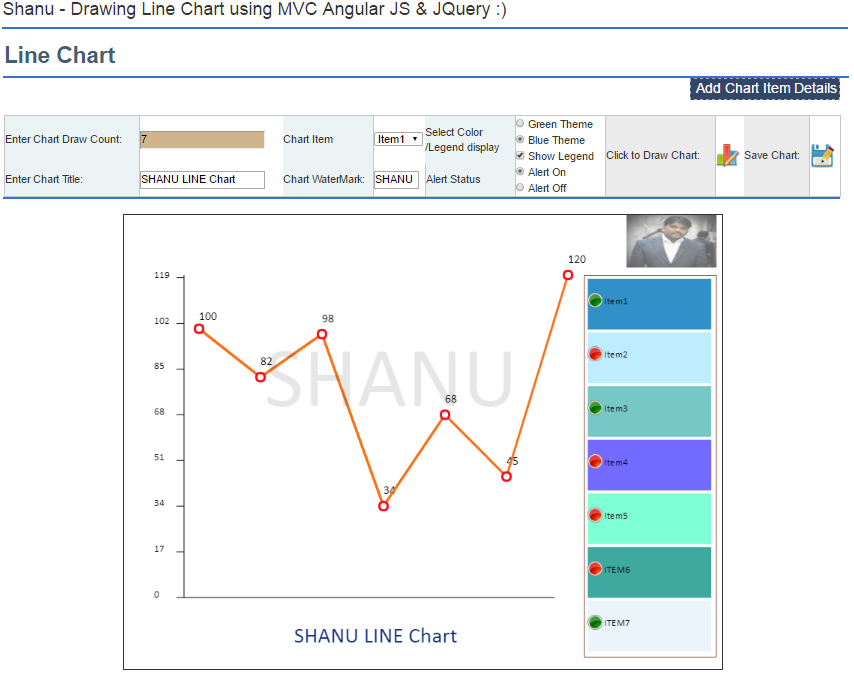 Shanu - Drawing Line Chart using MVC Angular JS & JQuery :)
Line Chart
Add Chart Item Details
Enter Chart Draw Count: 7 Chart Item Item1 Select Color /Legend display
Green Theme
Blue Theme
Show Legend
Click to Draw Chart: Save Chart:
Enter Chart Title: SHANU LINE Chart Chart WaterMark: SHANU Alert Status
Alert On
Alert Off
119
102
85
68
51
34
17
0
100
82
98
34
68
45
120
SHANU
SHANU LINE Chart
Item1
Item2
Item3
Item4
Item5
ITEM6
ITEM7